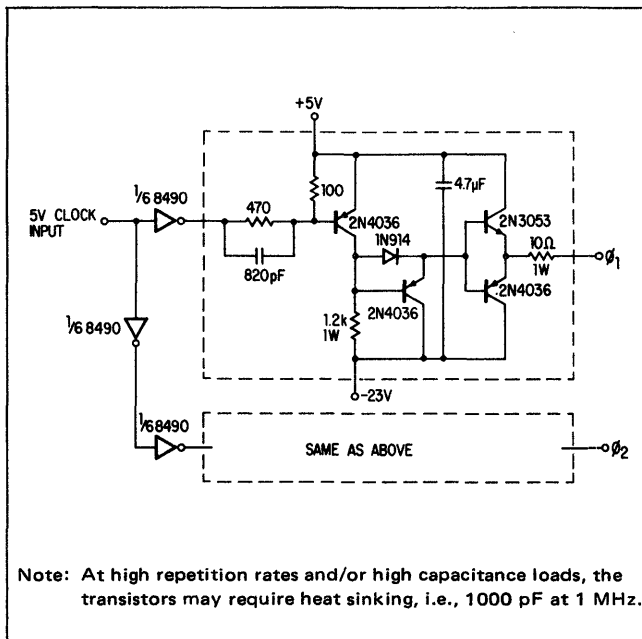 +5V
1/6 8490
5V CLOCK
INPUT
470
820pF
100
2N4036
1N914
4.7µF
2N3053
10Ω
1W
Ø1
2N4036
2N4036
1.2k
1W
-23V
1/6 8490
1/6 8490
SAME AS ABOVE
Ø2
Note: At high repetition rates and/or high capacitance loads, the
transistors may require heat sinking, i.e., 1000 pF at 1 MHz.